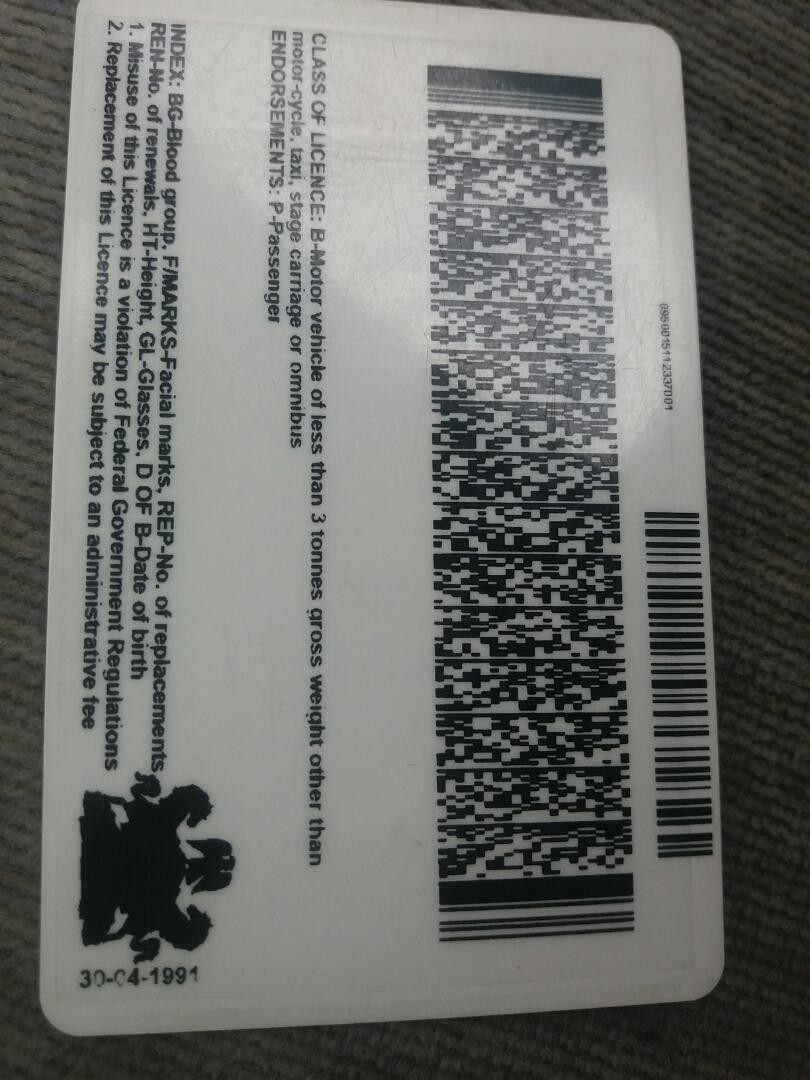 0950015112337001
CLASS OF LICENCE: B-Motor vehicle of less than 3 tonnes gross weight other than
motor-cycle, taxi, stage carriage or omnibus
ENDORSEMENTS: P-Passenger
INDEX: BG-Blood group, F/MARKS-Facial marks, REP-No. of replacements,
REN-No. of renewals, HT-Height, GL-Glasses, D OF B-Date of birth
1. Misuse of this Licence is a violation of Federal Government Regulations
2. Replacement of this Licence may be subject to an administrative fee
30-04-1991